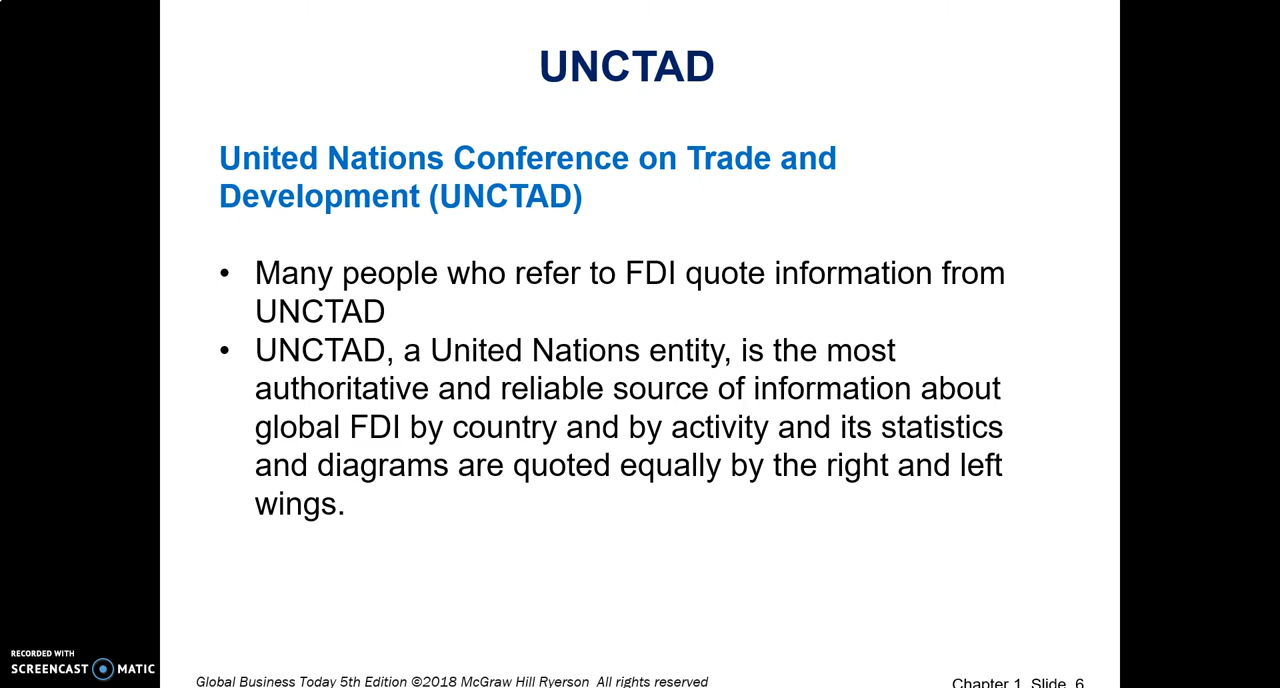 UNCTAD
United Nations Conference on Trade and
Development (UNCTAD)
• Many people who refer to FDI quote information from
UNCTAD
• UNCTAD, a United Nations entity, is the most
authoritative and reliable source of information about
global FDI by country and by activity and its statistics
and diagrams are quoted equally by the right and left
wings.
RECORDED WITH
SCREENCAST MATIC
Global Business Today 5th Edition ©2018 McGraw Hill Ryerson All rights reserved
Chapter 1, Slide 6